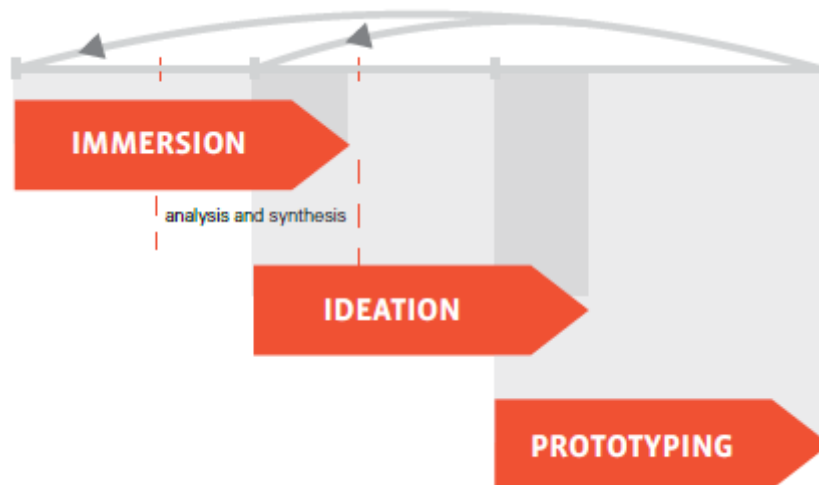 IMMERSION
analysis and synthesis
IDEATION
PROTOTYPING